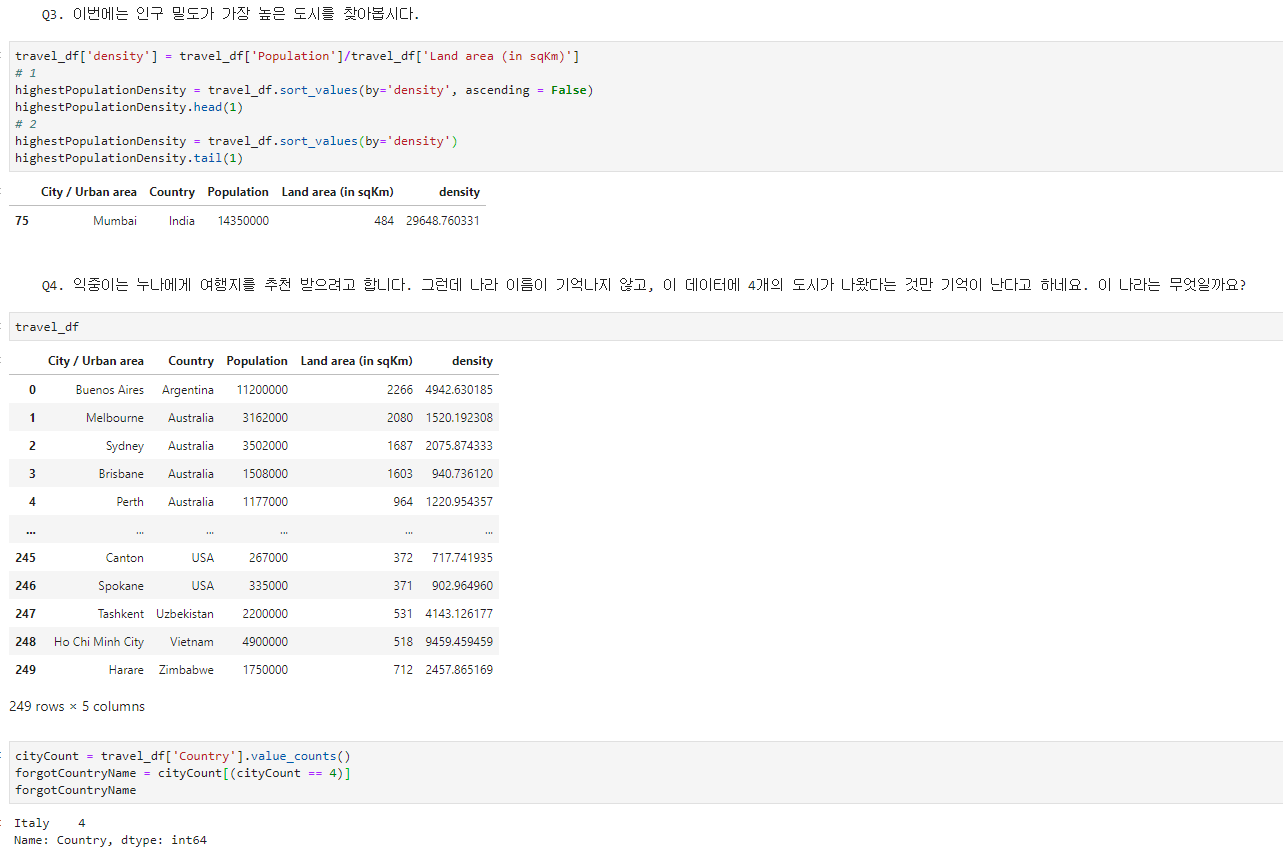 Q3. 이번에는 인구 밀도가 가장 높은 도시를 찾아봅시다.
travel_df['density'] = travel_df['Population']/travel_df['Land area (in sqKm)']
# 1
highestPopulationDensity = travel_df.sort_values(by='density', ascending = False)
highestPopulationDensity.head(1)
# 2
highestPopulationDensity = travel_df.sort_values(by='density')
highestPopulationDensity.tail(1)
City / Urban area Country Population Land area (in sqKm) density
75 Mumbai India 14350000 484 29648.760331
Q4. 익중이는 누나에게 여행지를 추천 받으려고 합니다. 그런데 나라 이름이 기억나지 않고, 이 데이터에 4개의 도시가 나왔다는 것만 기억이 난다고 하네요. 이 나라는 무엇일까요?
travel_df
City / Urban area Country Population Land area (in sqKm) density
0 Buenos Aires Argentina 11200000 2266 4942.630185
1 Melbourne Australia 3162000 2080 1520.192308
2 Sydney Australia 3502000 1687 2075.874333
3 Brisbane Australia 1508000 1603 940.736120
4 Perth Australia 1177000 964 1220.954357
... ... ... ... ... ...
245 Canton USA 267000 372 717.741935
246 Spokane USA 335000 371 902.964960
247 Tashkent Uzbekistan 2200000 531 4143.126177
248 Ho Chi Minh City Vietnam 4900000 518 9459.459459
249 Harare Zimbabwe 1750000 712 2457.865169
249 rows × 5 columns
cityCount = travel_df['Country'].value_counts()
forgotCountryName = cityCount[(cityCount == 4)]
forgotCountryName
Italy 4
Name: Country, dtype: int64